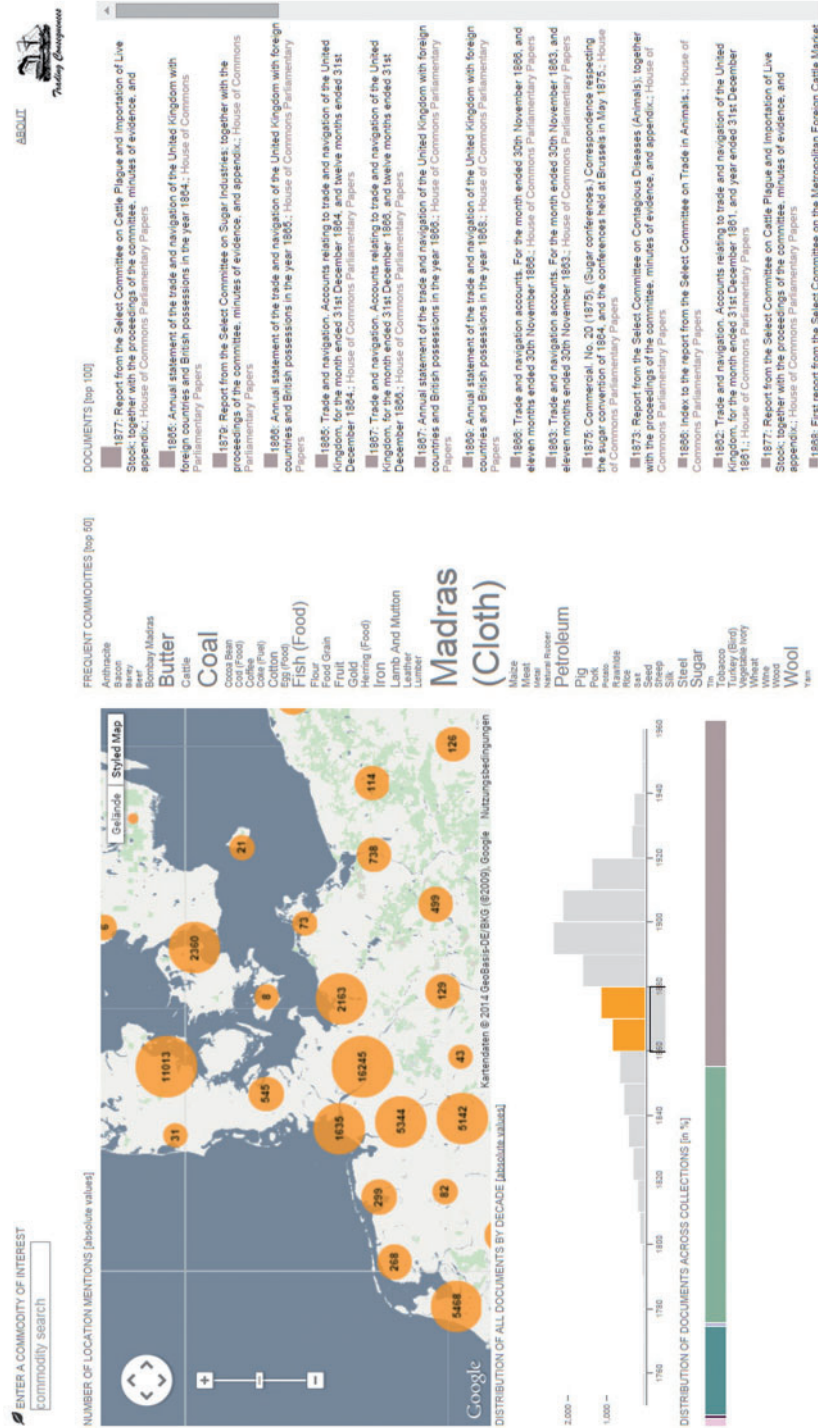 ENTER A COMMODITY OF INTEREST
commodity search
ABOUT
Trading Consequences
NUMBER OF LOCATION MENTIONS [absolute values]
Gelände
Styled Map
6
11013
2360
31
21
545
8
73
1635
16245
2163
738
114
299
268
5344
5468
82
5142
43
129
499
126
Google
Kartendaten © 2014 GeoBasis-DE/BKG (©2009), Google
Nutzungsbedingungen
DISTRIBUTION OF ALL DOCUMENTS BY DECADE [absolute values]
2,000
1,000
1760
1780
1800
1820
1840
1860
1880
1900
1920
1940
1960
DISTRIBUTION OF DOCUMENTS ACROSS COLLECTIONS [in %]
FREQUENT COMMODITIES [top 50]
Anthracite
Bacon
Barley
Beef
Bombay Madras
Butter
Cattle
Coal
Cocoa Bean
Cod (Food)
Coffee
Coke (Fuel)
Cotton
Egg (Food)
Fish (Food)
Flour
Food Grain
Fruit
Gold
Herring (Food)
Iron
Lamb And Mutton
Leather
Lumber
Madras
(Cloth)
Maize
Meat
Metal
Natural Rubber
Petroleum
Pig
Pork
Potato
Rawhide
Rice
Salt
Seed
Sheep
Silk
Steel
Sugar
Tin
Tobacco
Turkey (Bird)
Vegetable Ivory
Wheat
Wine
Wood
Wool
Yarn
DOCUMENTS [top 100]
1877: Report from the Select Committee on Cattle Plague and Importation of Live
Stock; together with the proceedings of the committee, minutes of evidence, and
appendix.; House of Commons Parliamentary Papers
1865: Annual statement of the trade and navigation of the United Kingdom with
foreign countries and British possessions in the year 1864.; House of Commons
Parliamentary Papers
1879: Report from the Select Committee on Sugar Industries; together with the
proceedings of the committee, minutes of evidence, and appendix.; House of Commons
Parliamentary Papers
1866: Annual statement of the trade and navigation of the United Kingdom with foreign
countries and British possessions in the year 1865.; House of Commons Parliamentary
Papers
1865: Trade and navigation. Accounts relating to trade and navigation of the United
Kingdom, for the month ended 31st December 1864, and twelve months ended 31st
December 1864.; House of Commons Parliamentary Papers
1867: Trade and navigation. Accounts relating to trade and navigation of the United
Kingdom, for the month ended 31st December 1866, and twelve months ended 31st
December 1866.; House of Commons Parliamentary Papers
1867: Annual statement of the trade and navigation of the United Kingdom with foreign
countries and British possessions in the year 1866.; House of Commons Parliamentary
Papers
1869: Annual statement of the trade and navigation of the United Kingdom with foreign
countries and British possessions in the year 1868.; House of Commons Parliamentary
Papers
1866: Trade and navigation accounts. For the month ended 30th November 1866, and
eleven months ended 30th November 1866.; House of Commons Parliamentary Papers
1863: Trade and navigation accounts. For the month ended 30th November 1863, and
eleven months ended 30th November 1863.; House of Commons Parliamentary Papers
1875: Commercial. No. 20 (1875). (Sugar conferences.) Correspondence respecting
the sugar convention of 1864, and the conferences held at Brussels in May 1875.; House
of Commons Parliamentary Papers
1873: Report from the Select Committee on Contagious Diseases (Animals); together
with the proceedings of the committee, minutes of evidence, and appendix.; House of
Commons Parliamentary Papers
1866: Index to the report from the Select Committee on Trade in Animals.; House of
Commons Parliamentary Papers
1862: Trade and navigation. Accounts relating to trade and navigation of the United
Kingdom, for the month ended 31st December 1861, and year ended 31st December
1861.; House of Commons Parliamentary Papers
1877: Report from the Select Committee on Cattle Plague and Importation of Live
Stock; together with the proceedings of the committee, minutes of evidence, and
appendix.; House of Commons Parliamentary Papers
1868: First report from the Select Committee on the Metropolitan Foreign Cattle Market